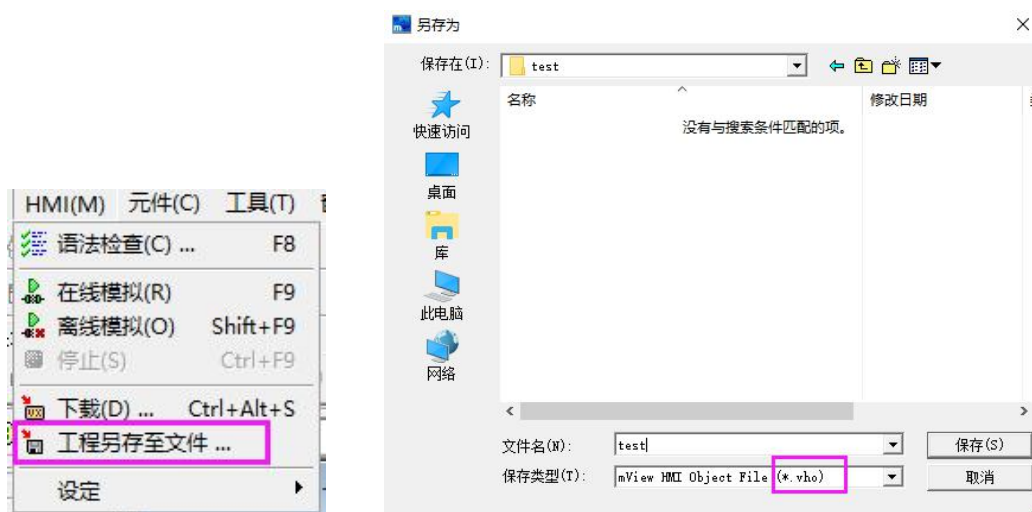 HMI(M) 元件(C) 工具(T)
语法检查(C) ... F8
在线模拟(R) F9
离线模拟(O) Shift+F9
停止(S) Ctrl+F9
下载(D) ... Ctrl+Alt+S
工程另存至文件 ...
设定
另存为
保存在(I): test
名称 修改日期
没有与搜索条件匹配的项。
快速访问
桌面
库
此电脑
网络
文件名(N): test 保存(S)
保存类型(T): mView HMI Object File (*.vho) 取消